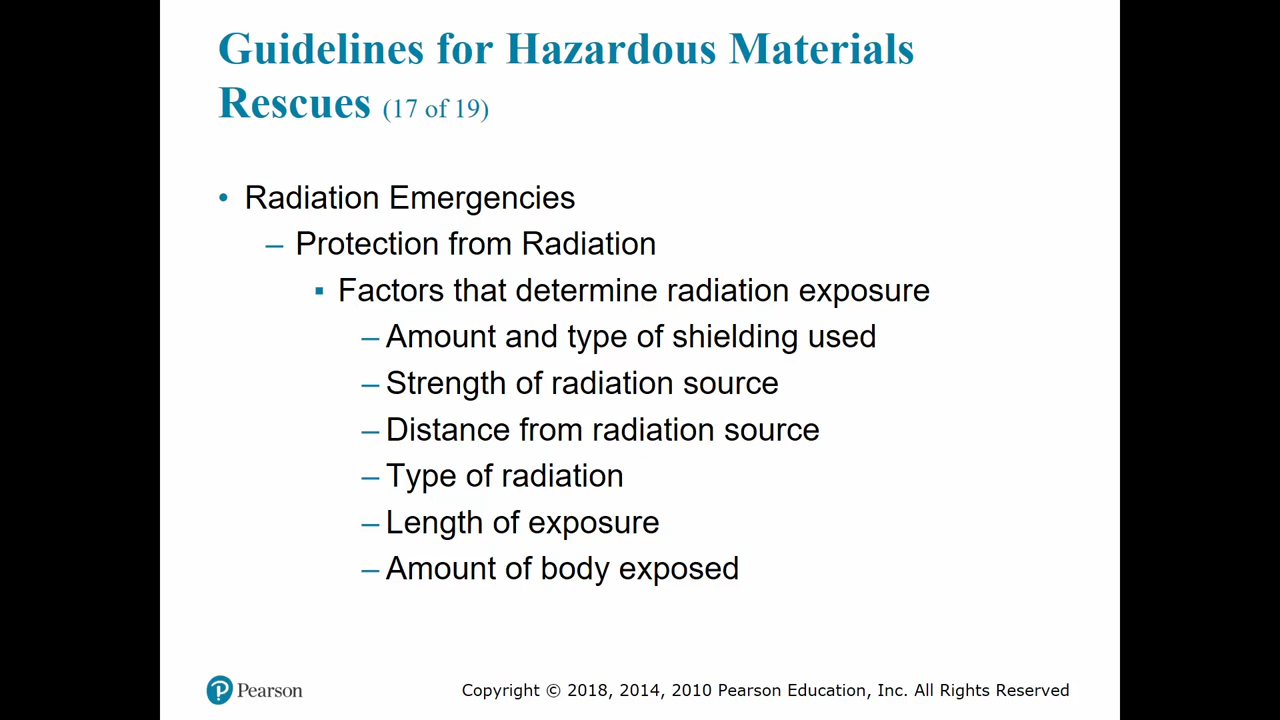 Guidelines for Hazardous Materials
Rescues (17 of 19)
• Radiation Emergencies
– Protection from Radiation
▪ Factors that determine radiation exposure
– Amount and type of shielding used
– Strength of radiation source
– Distance from radiation source
– Type of radiation
– Length of exposure
– Amount of body exposed
P Pearson
Copyright © 2018, 2014, 2010 Pearson Education, Inc. All Rights Reserved